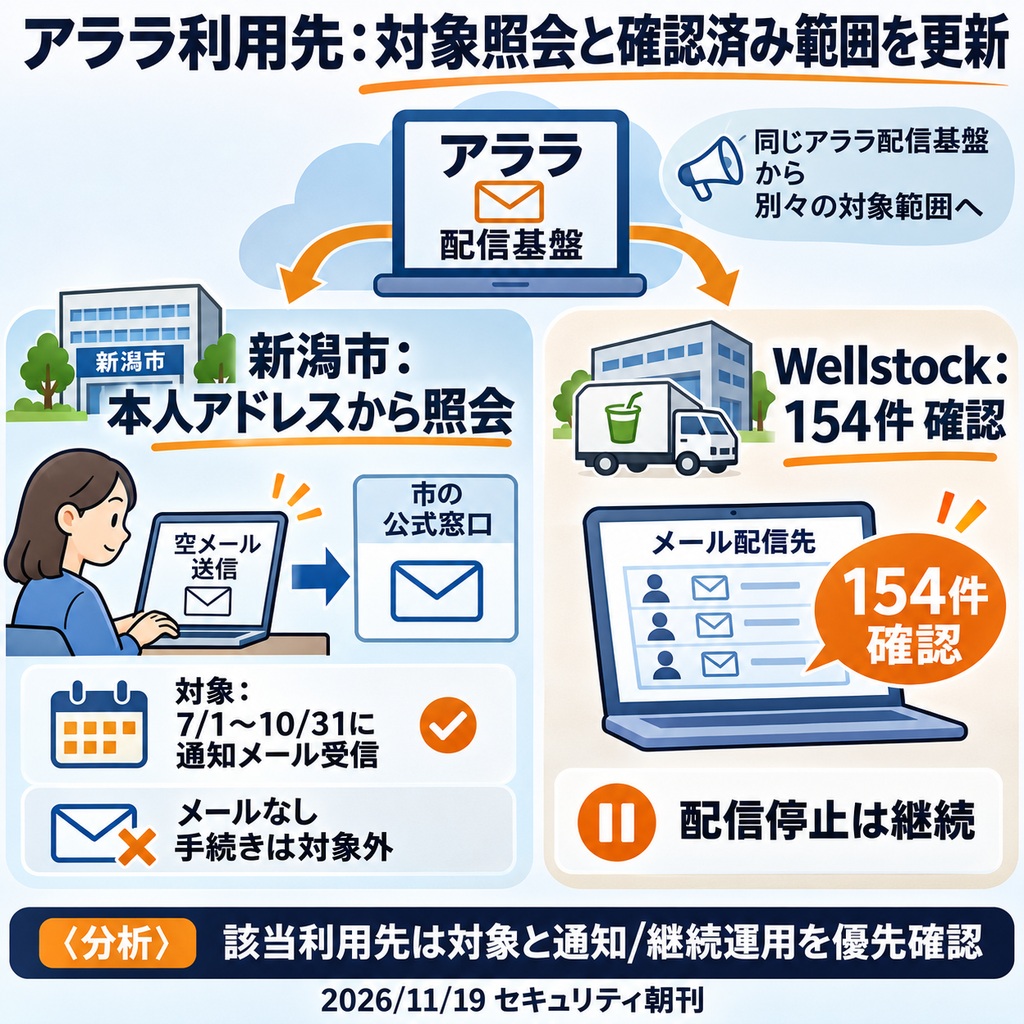 アララ利用先：対象照会と確認済み範囲を更新
アララ
配信基盤
同じアララ配信基盤
から
別々の対象範囲へ
新潟市
新潟市：
本人アドレスから照会
空メール
送信
市の
公式窓口
対象：
7/1～10/31に
通知メール受信
メールなし
手続きは対象外
Wellstock：
154件 確認
メール配信先
154件
確認
配信停止は継続
〈分析〉 該当利用先は対象と通知/継続運用を優先確認
2026/11/19 セキュリティ朝刊